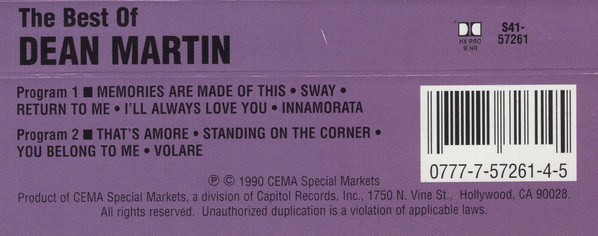 The Best Of
DEAN MARTIN
HX PRO
B NR
S41-
57261
Program 1 ■ MEMORIES ARE MADE OF THIS • SWAY •
RETURN TO ME • I'LL ALWAYS LOVE YOU • INNAMORATA
Program 2 ■ THAT'S AMORE • STANDING ON THE CORNER •
YOU BELONG TO ME • VOLARE
0777-7-57261-4-5
℗ © 1990 CEMA Special Markets
Product of CEMA Special Markets, a division of Capitol Records, Inc., 1750 N. Vine St., Hollywood, CA 90028.
All rights reserved. Unauthorized duplication is a violation of applicable laws.